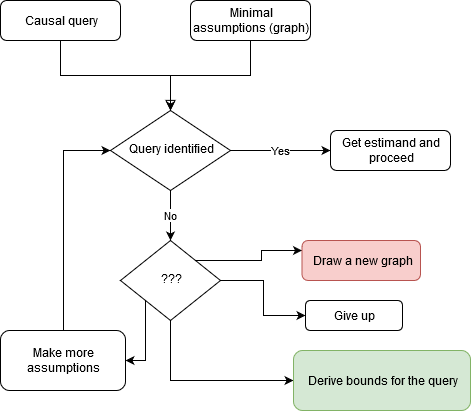 Causal query
Minimal
assumptions (graph)
Query identified
Yes
Get estimand and
proceed
No
???
Draw a new graph
Give up
Make more
assumptions
Derive bounds for the query